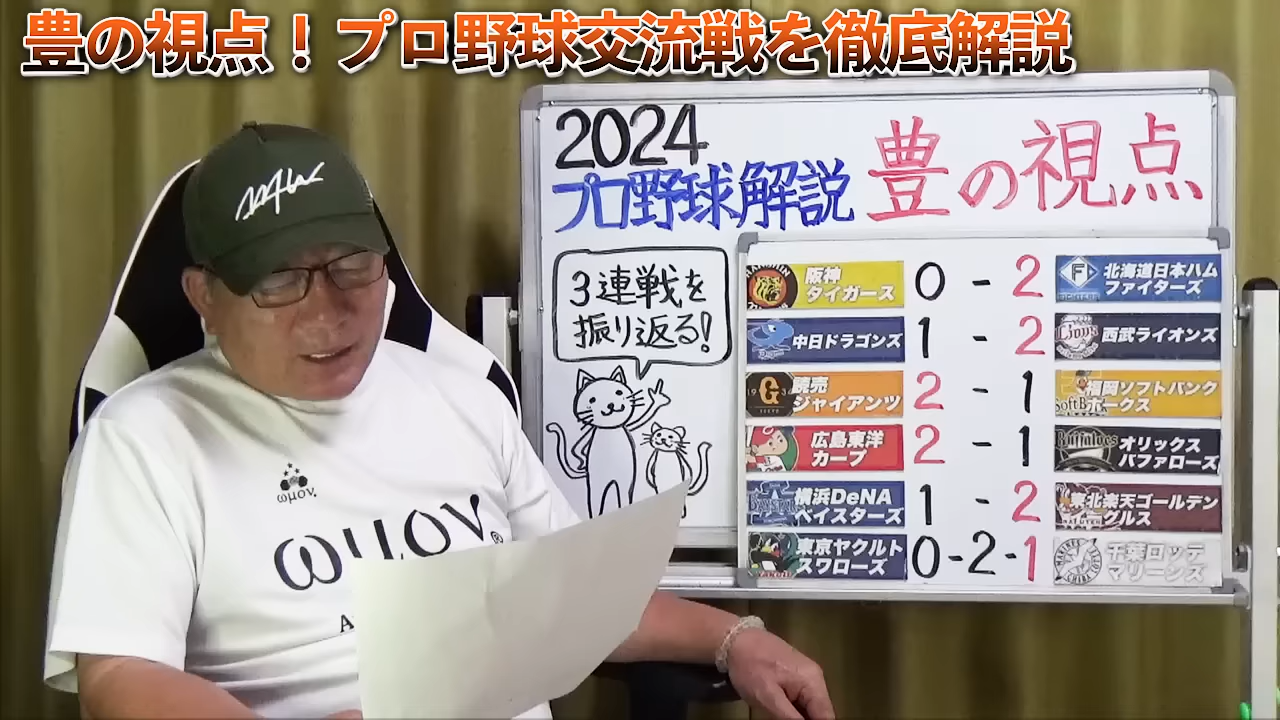 豊の視点！プロ野球交流戦を徹底解説
2024
プロ野球解説 豊の視点
3連戦を
振り返る！
阪神
タイガース
0 - 2
北海道日本ハム
ファイターズ
中日ドラゴンズ
1 - 2
西武ライオンズ
読売
ジャイアンツ
2 - 1
福岡ソフトバンク
ホークス
広島東洋
カープ
2 - 1
オリックス
バファローズ
横浜DeNA
ベイスターズ
1 - 2
東北楽天ゴールデン
東京ヤクルト
スワローズ
0-2-1
千葉ロッテ
マリーンズ
ωμον.
ωμον®